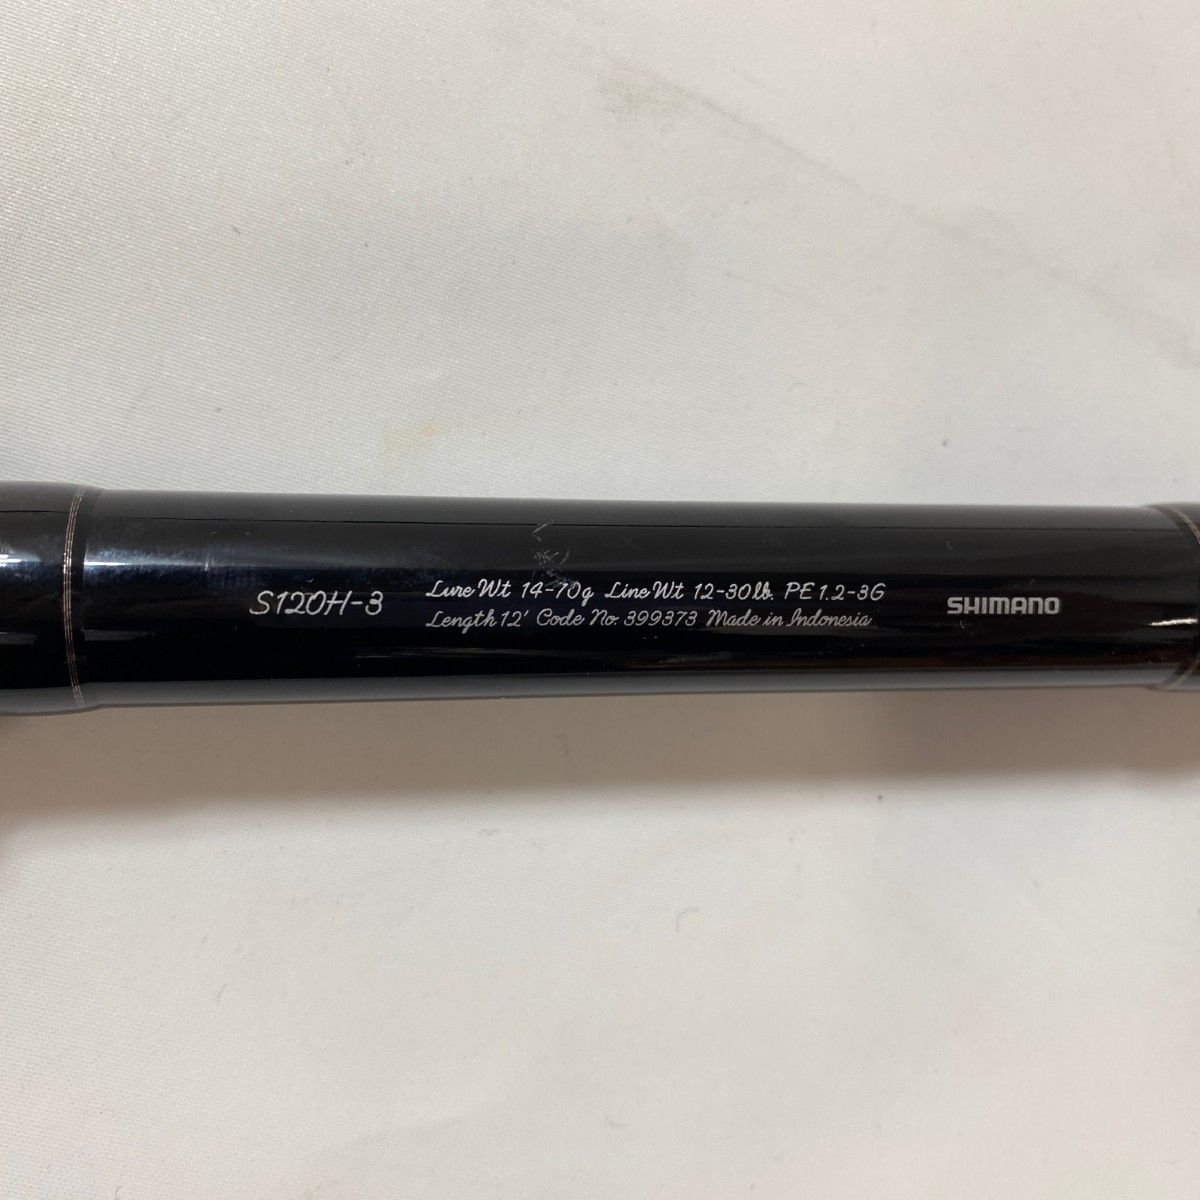 S120H-3
Lure Wt 14-70g Line Wt 12-30lb. PE 1.2-3G
Length 12' Code No. 399373 Made in Indonesia
SHIMANO